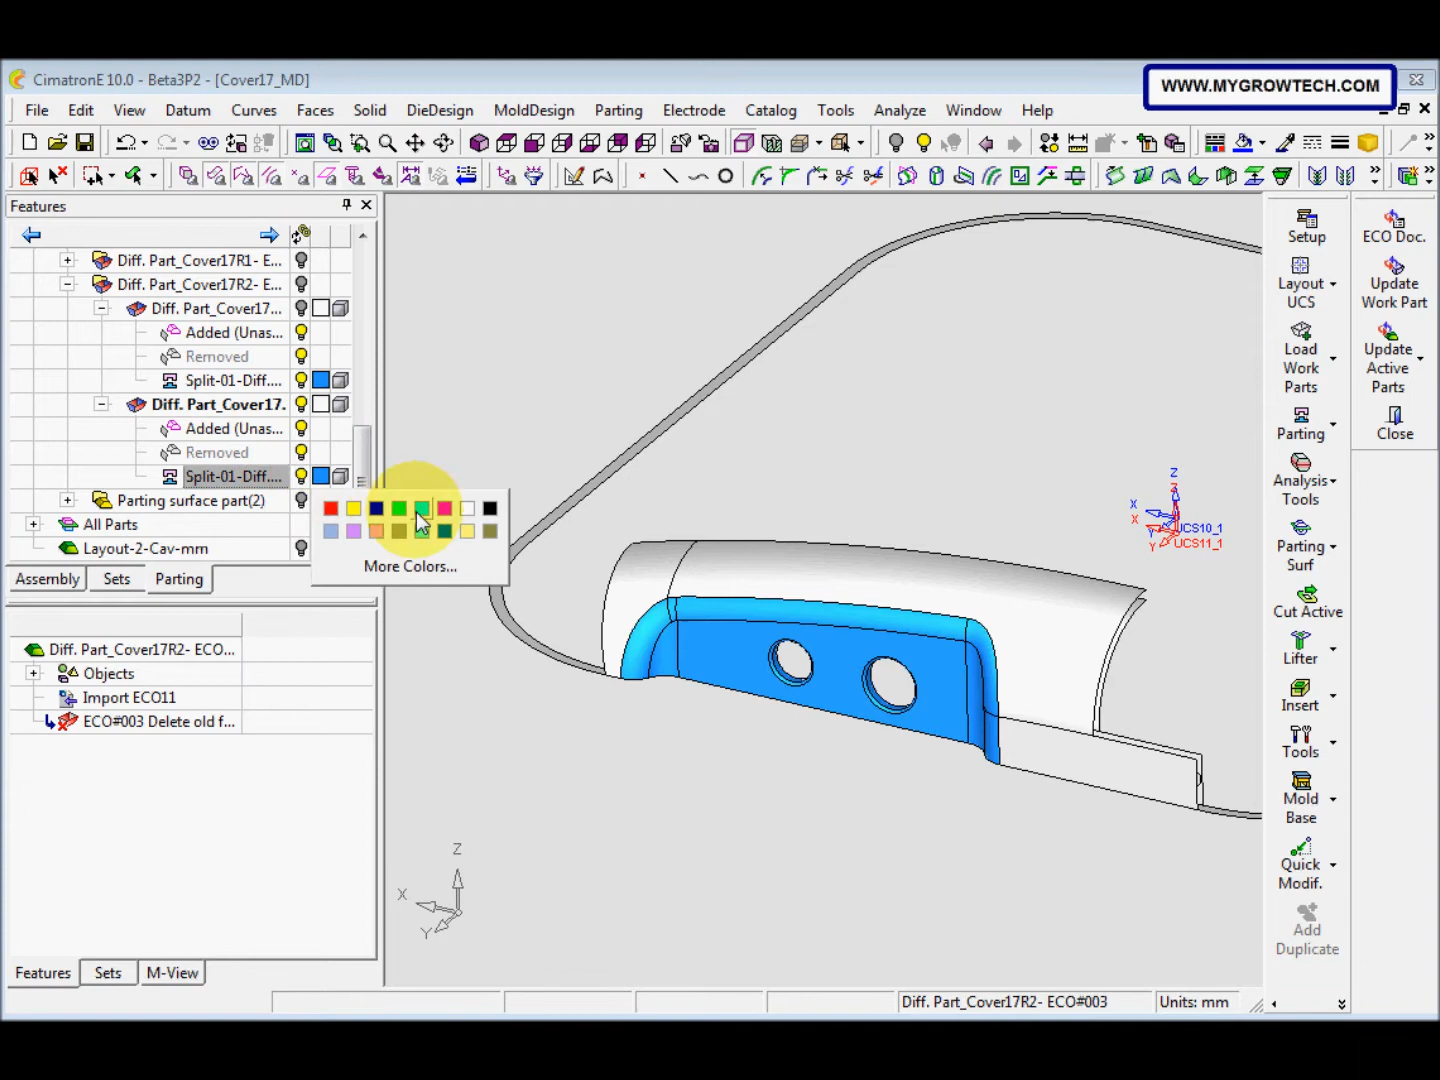 CimatronE 10.0 - Beta3P2 - [Cover17_MD]
WWW.MYGROWTECH.COM
File Edit View Datum Curves Faces Solid DieDesign MoldDesign Parting Electrode Catalog Tools Analyze Window Help
Features
Diff. Part_Cover17R1- E...
Diff. Part_Cover17R2- E...
Diff. Part_Cover17...
Added (Unas...
Removed
Split-01-Diff....
Diff. Part_Cover17.
Added (Unas...
Removed
Split-01-Diff....
Parting surface part(2)
All Parts
Layout-2-Cav-mm
More Colors...
Assembly Sets Parting
Diff. Part_Cover17R2- ECO...
Objects
Import ECO11
ECO#003 Delete old f...
Features Sets M-View
Z
X
Y
Z
Z
X
X
Y
UCS10_1
UCS11_1
Setup
Layout
UCS
Load
Work
Parts
Parting
Analysis
Tools
Parting
Surf
Cut Active
Lifter
Insert
Tools
Mold
Base
Quick
Modif.
Add
Duplicate
ECO Doc.
Update
Work Part
Update
Active
Parts
Close
Diff. Part_Cover17R2- ECO#003
Units: mm